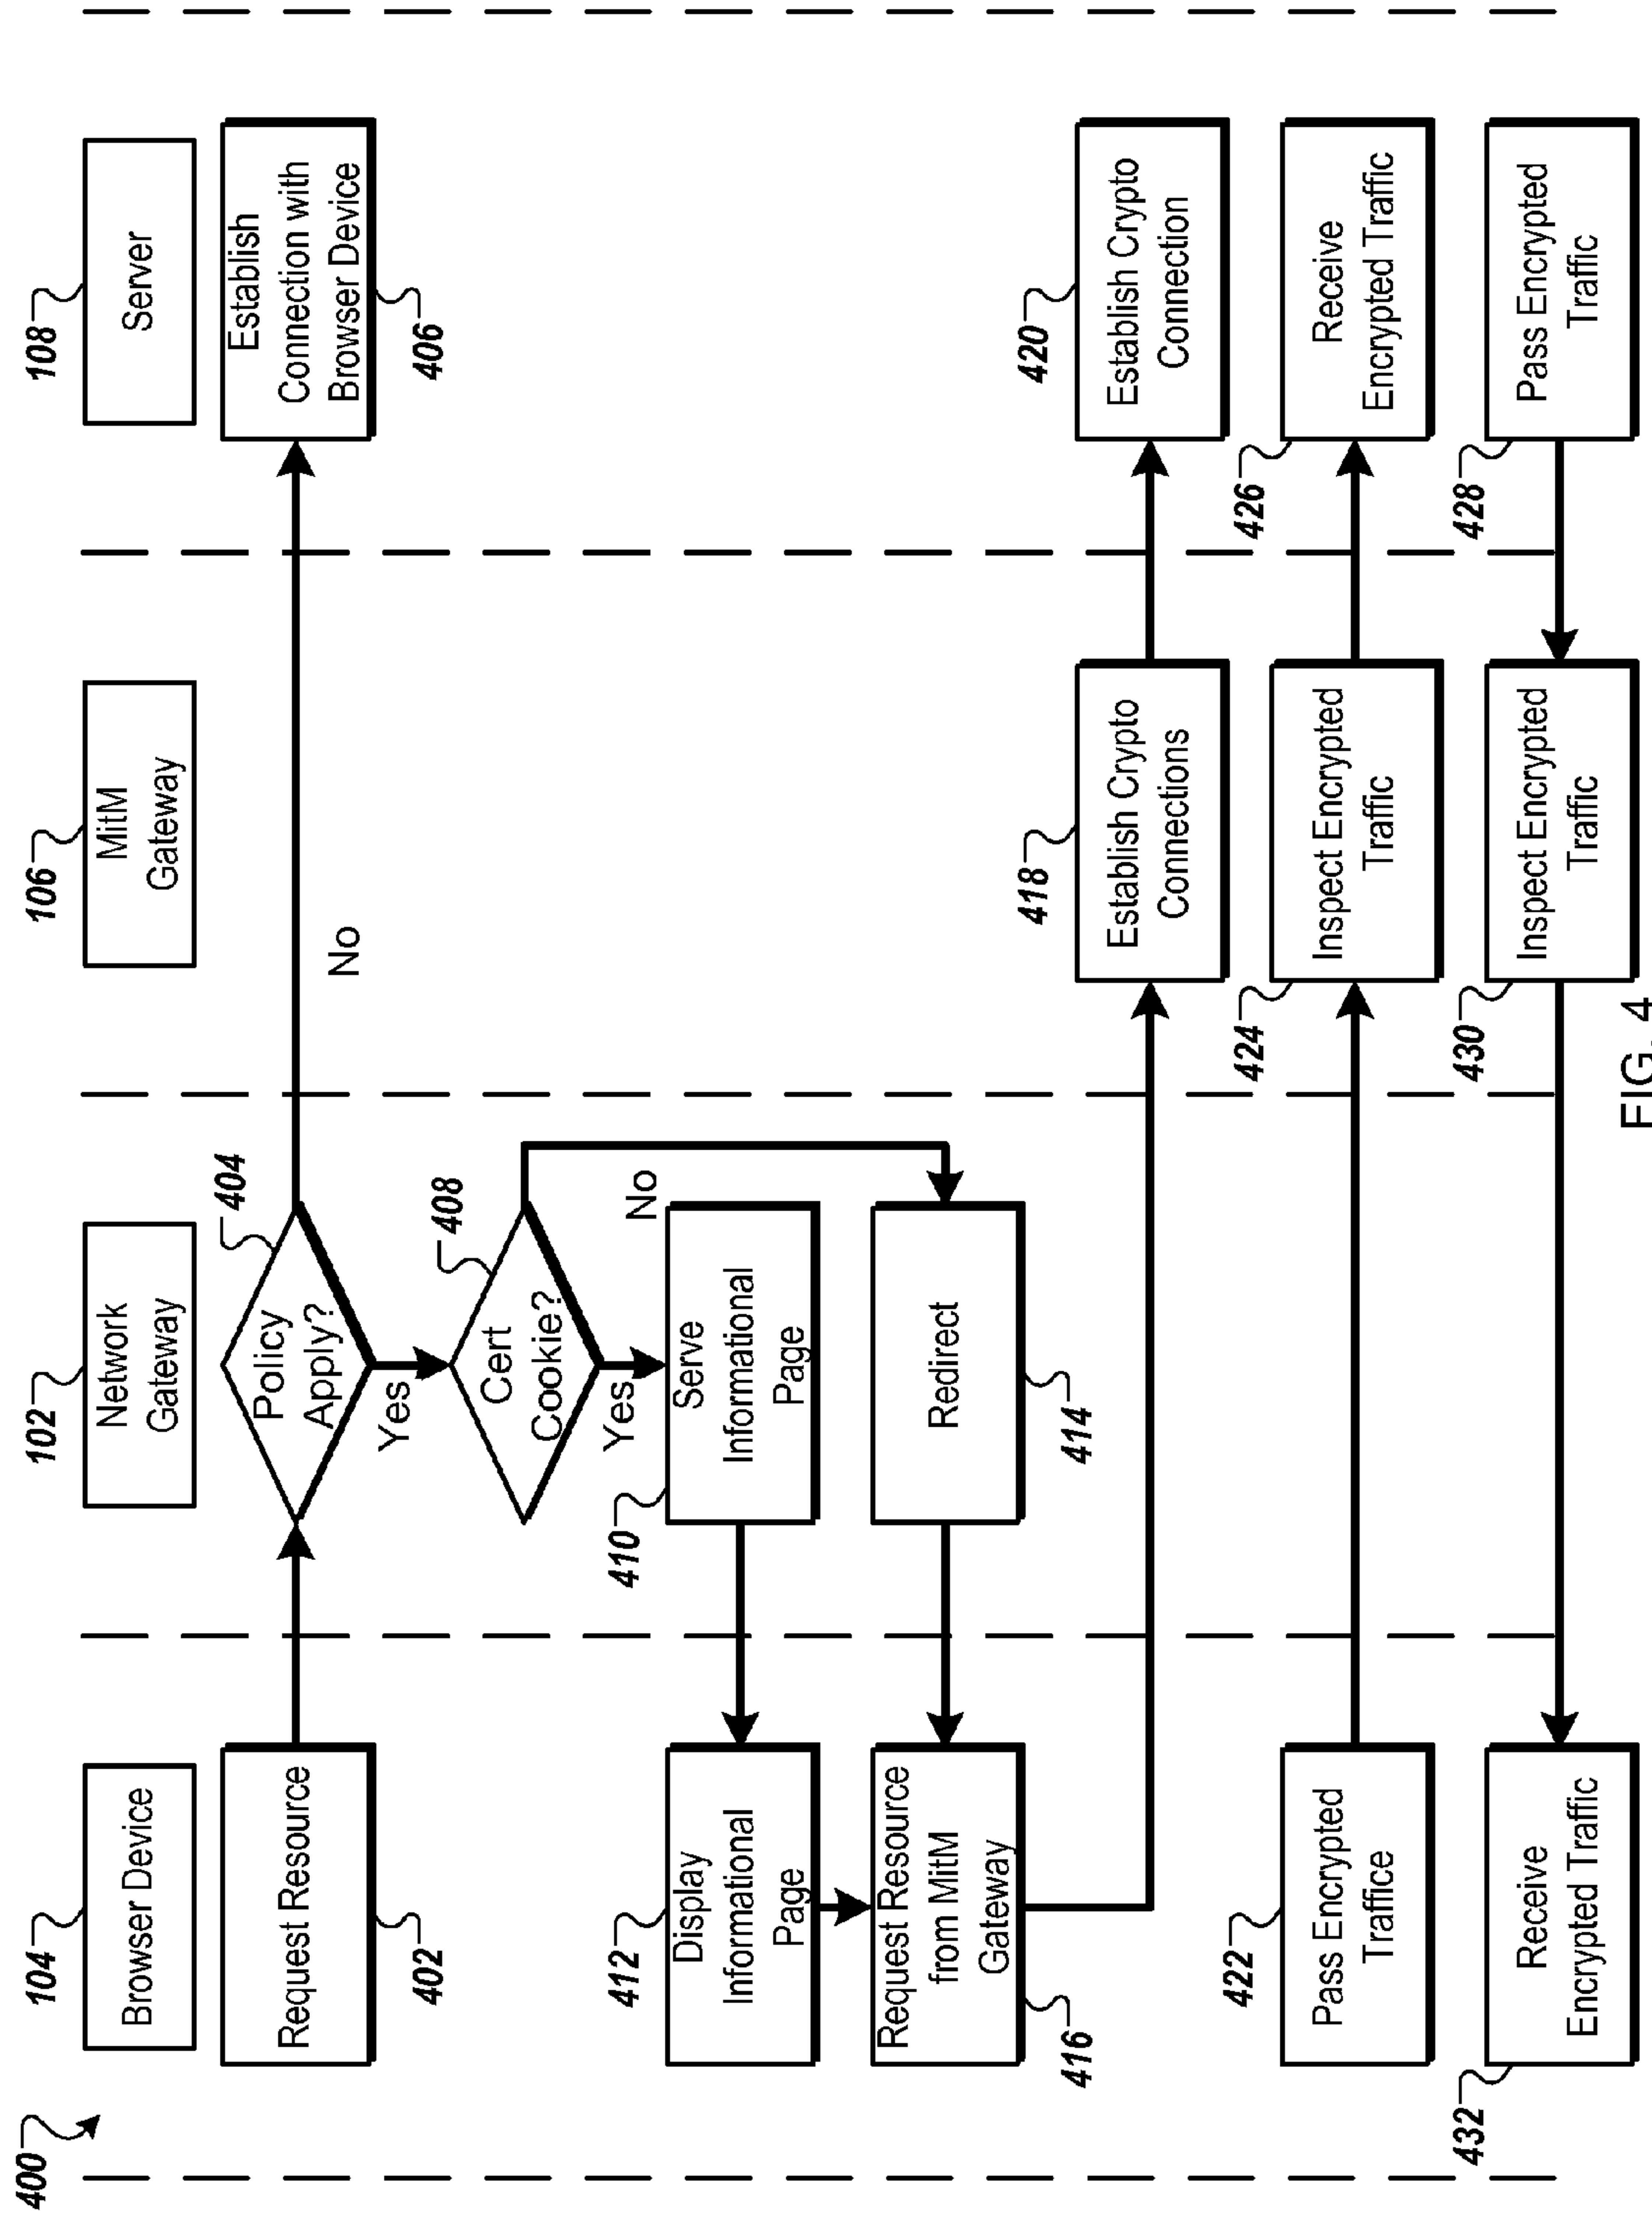 400
104
Browser Device
102
Network
Gateway
106
MitM
Gateway
108
Server
Request Resource
402
Policy
Apply?
404
Yes
No
Establish
Connection with
Browser Device
406
Cert
Cookie?
408
Yes
No
410
Serve
Informational
Page
412
Display
Informational
Page
Redirect
414
Request Resource
from MitM
Gateway
416
418
Establish Crypto
Connections
420
Establish Crypto
Connection
422
Pass Encrypted
Traffice
424
Inspect Encrypted
Traffic
426
Receive
Encrypted Traffic
428
Pass Encrypted
Traffic
430
Inspect Encrypted
Traffic
432
Receive
Encrypted Traffic
FIG. 4